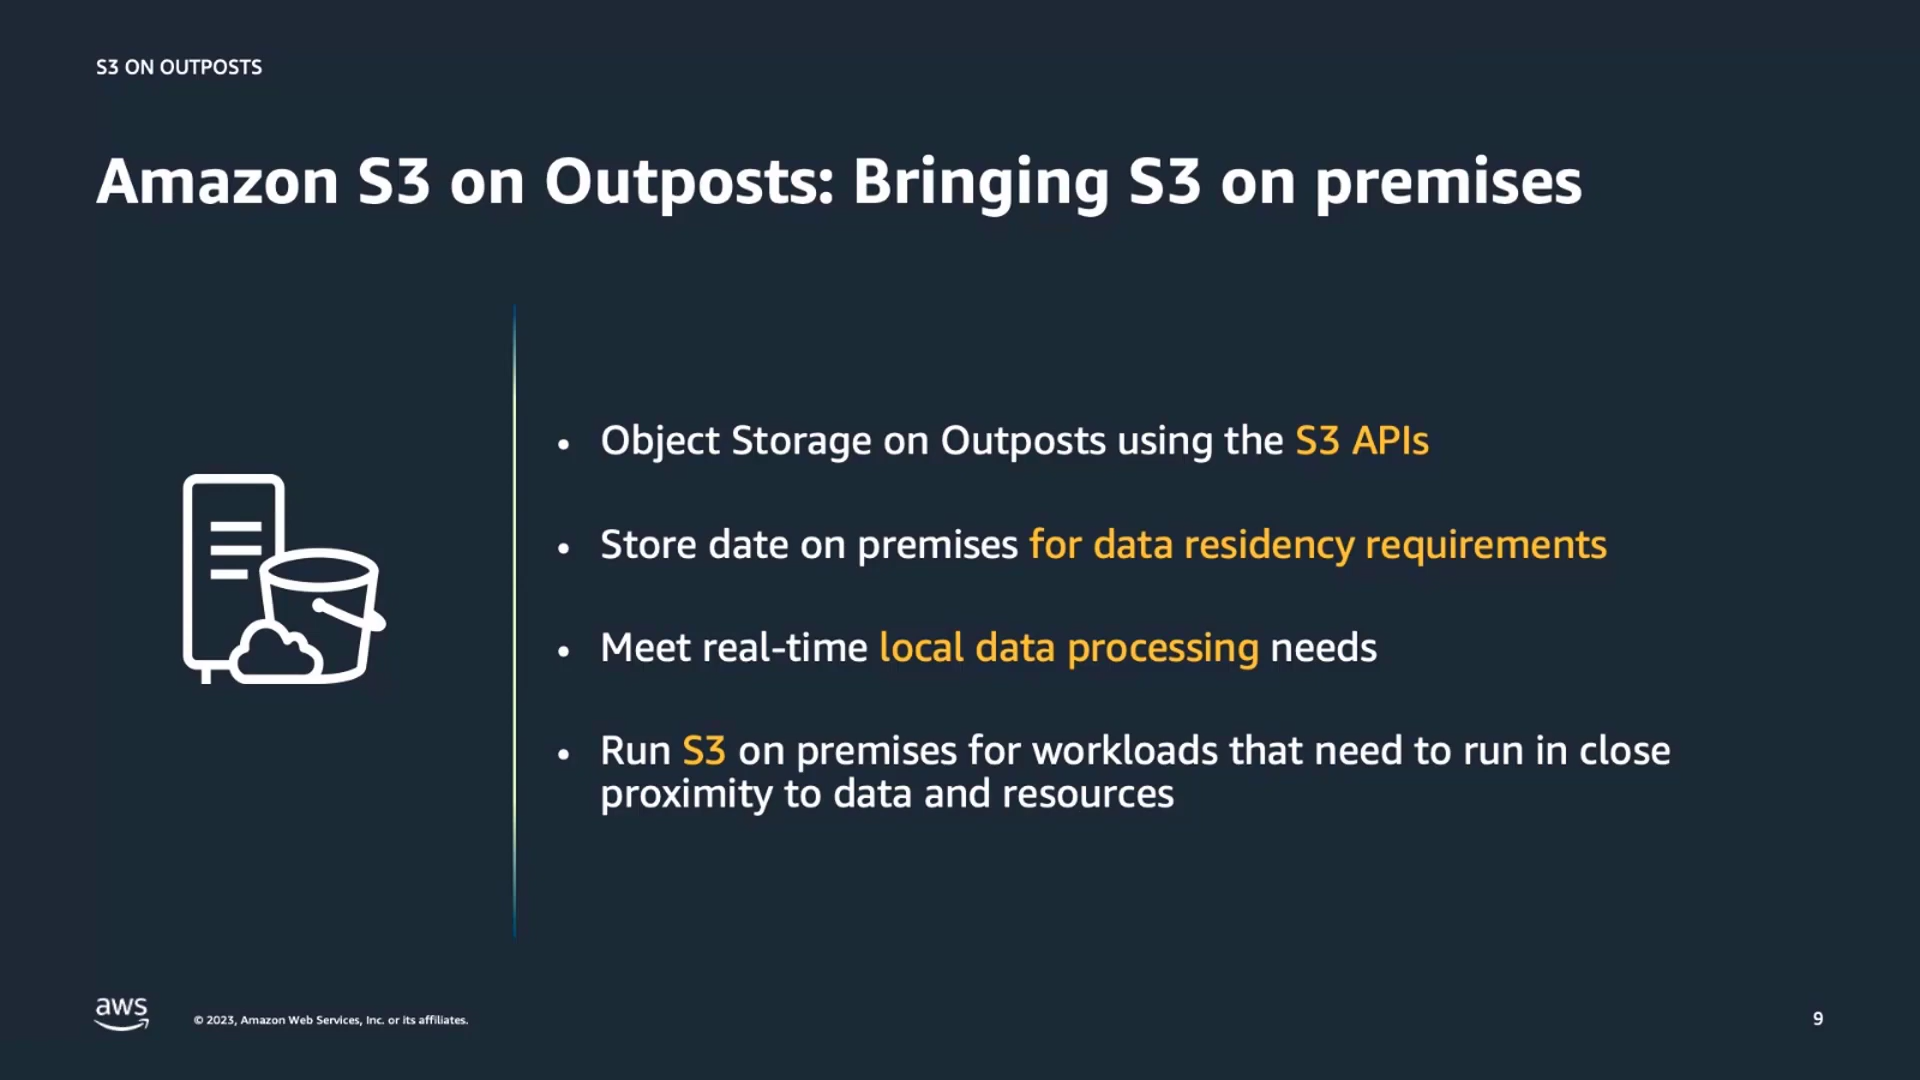 S3 ON OUTPOSTS
Amazon S3 on Outposts: Bringing S3 on premises
• Object Storage on Outposts using the S3 APIs
• Store date on premises for data residency requirements
• Meet real-time local data processing needs
• Run S3 on premises for workloads that need to run in close
proximity to data and resources
aws
© 2023, Amazon Web Services, Inc. or its affiliates.
9